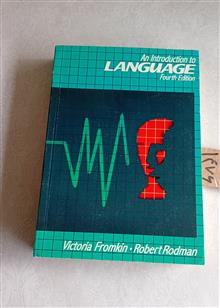 An Introduction to
LANGUAGE
Fourth Edition
Victoria Fromkin • Robert Rodman